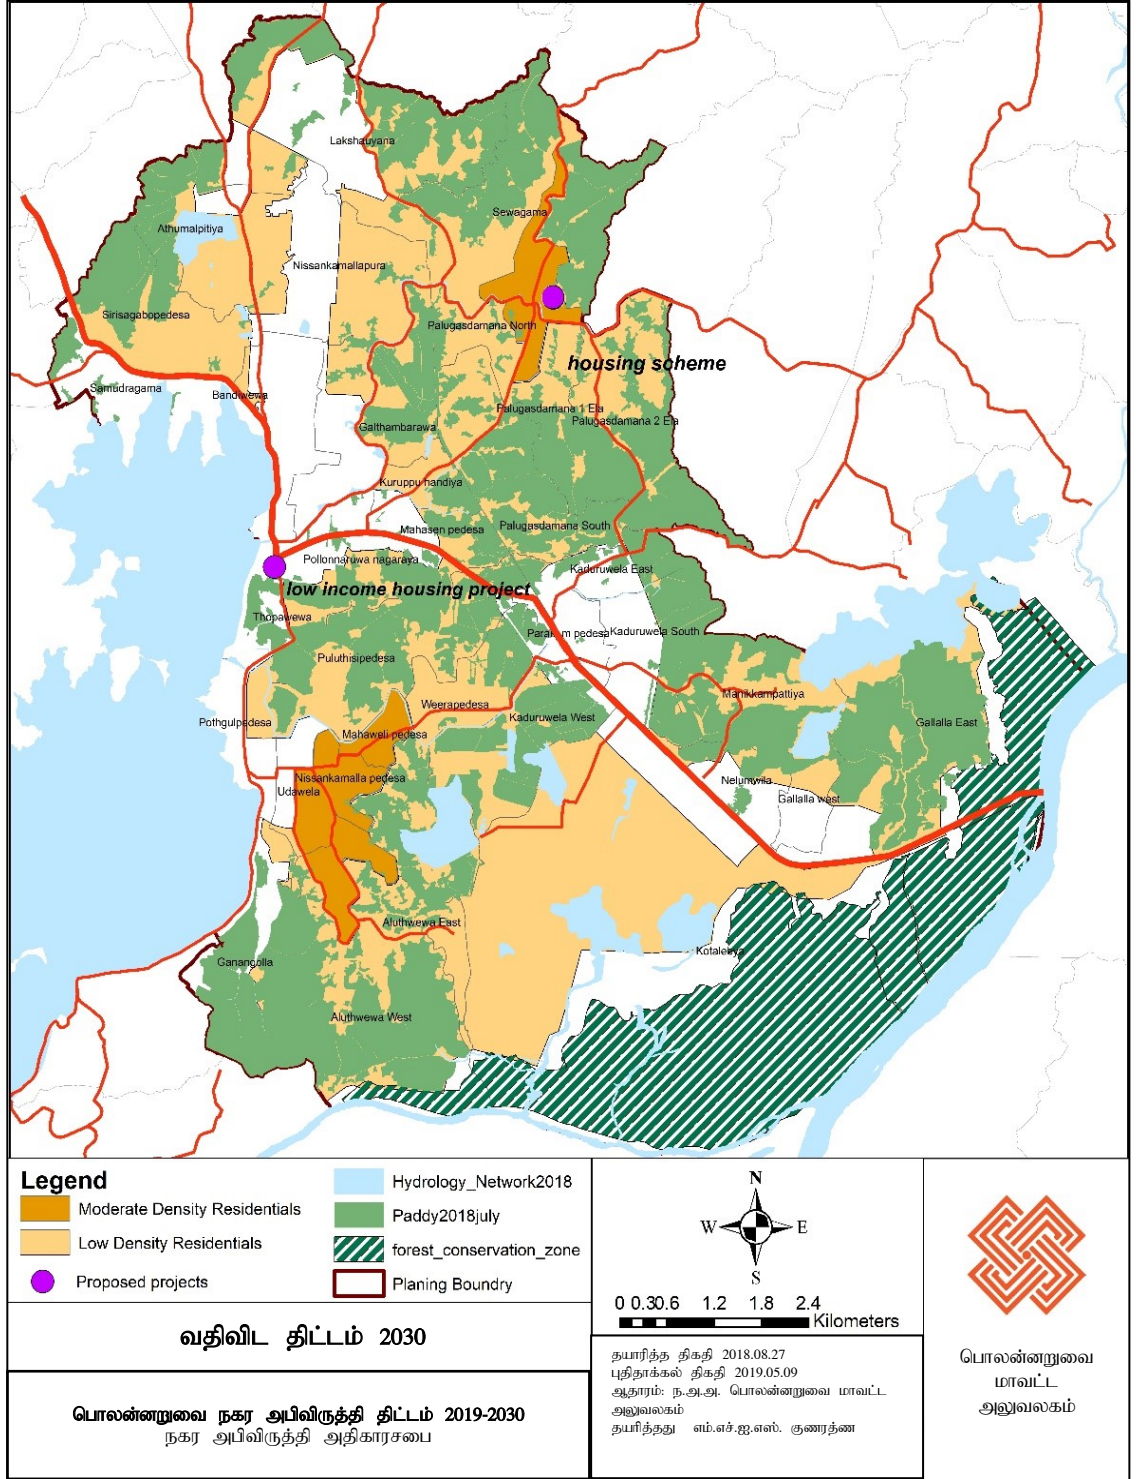 Lakshauyana
Sewagama
Athumalpitiya
Nissankamallapura
Sirisagabopedesa
Palugasdamana North
housing scheme
Samudragama
Bandiwewa
Palugasdamana 1 Ela
Palugasdamana 2 Ela
Galthambarawa
Kuruppu handiya
Mahasen pedesa
Palugasdamana South
Pollonnaruwa nagaraya
Kaduruwela East
low income housing project
Thopawewa
Kaduruwela South
Puluthisipedesa
Manikkampattiya
Weerapedesa
Kaduruwela West
Pothgulpedesa
Gallalla East
Mahaweli pedesa
Nissankamalla pedesa
Udawela
Nelumwila
Gallalla west
Aluthwewa East
Ganangolla
Aluthwewa West
Legend
Moderate Density Residentials
Low Density Residentials
Proposed projects
Hydrology_Network2018
Paddy2018july
forest_conservation_zone
Planing Boundry
N
W E
S
0 0.30.6 1.2 1.8 2.4
Kilometers
வதிவிட திட்டம் 2030
பொலன்னறுவை நகர அபிவிருத்தி திட்டம் 2019-2030
நகர அபிவிருத்தி அதிகாரசபை
தயாரித்த திகதி 2018.08.27
புதிதாக்கல் திகதி 2019.05.09
ஆதாரம்: ந.அ.அ. பொலன்னறுவை மாவட்ட
அலுவலகம்
தயாரித்தது எம்.எச்.ஐ.எஸ். குணரத்ண
பொலன்னறுவை
மாவட்ட
அலுவலகம்